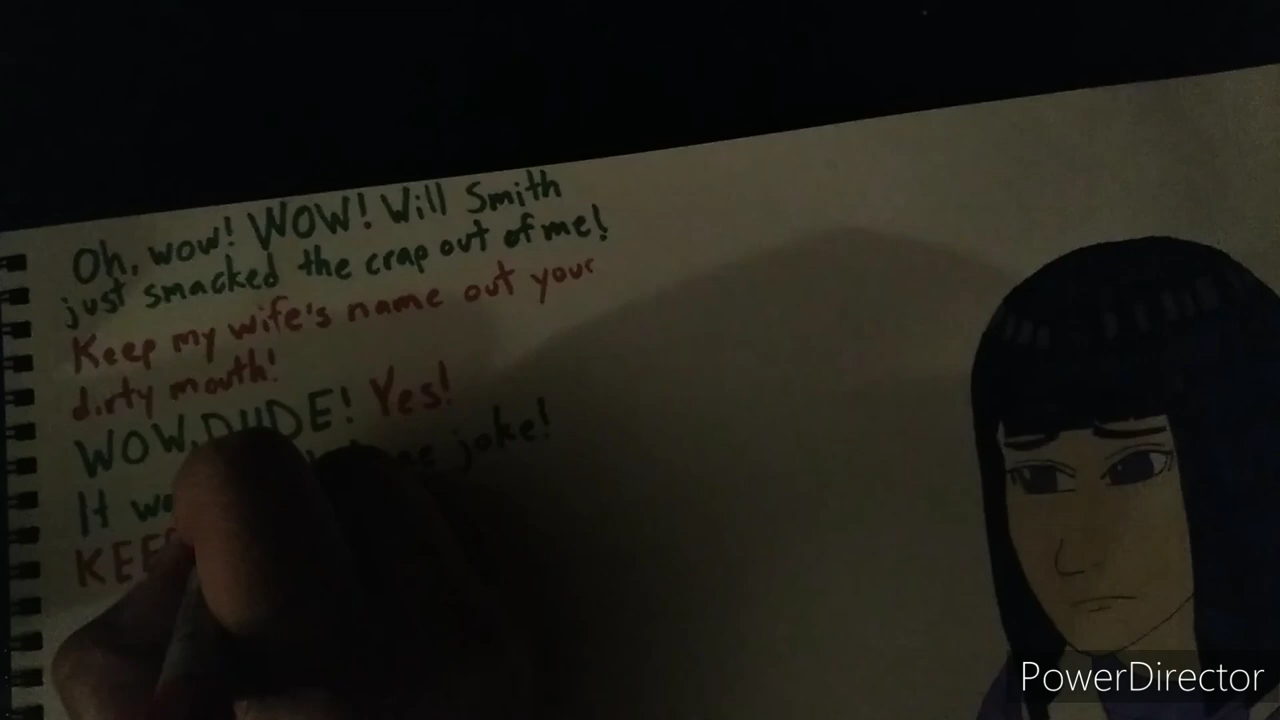 Oh, wow! WOW! Will Smith
just smacked the crap out of me!
Keep my wife's name out your
dirty mouth!
WOW, DUDE! Yes!
It joke!
PowerDirector